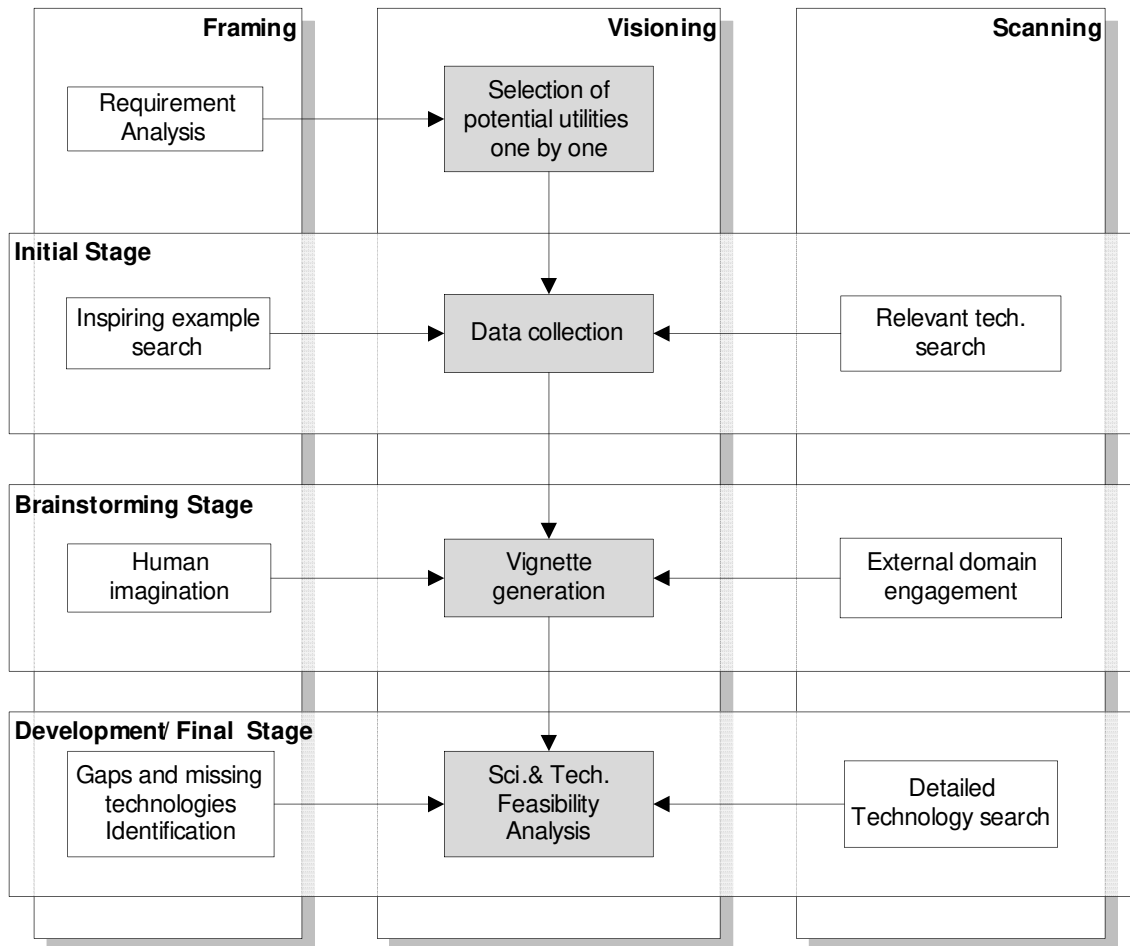 Framing
Visioning
Scanning
Requirement
Analysis
Selection of
potential utilities
one by one
Initial Stage
Inspiring example
search
Data collection
Relevant tech.
search
Brainstorming Stage
Human
imagination
Vignette
generation
External domain
engagement
Development/ Final Stage
Gaps and missing
technologies
Identification
Sci.& Tech.
Feasibility
Analysis
Detailed
Technology search